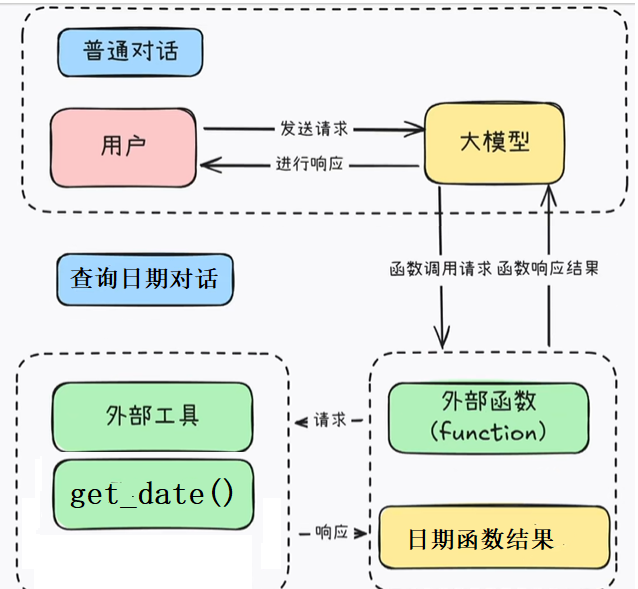 普通对话
用户
发送请求
进行响应
大模型
查询日期对话
函数调用请求 函数响应结果
外部工具
get_date()
请求
响应
外部函数
(function)
日期函数结果